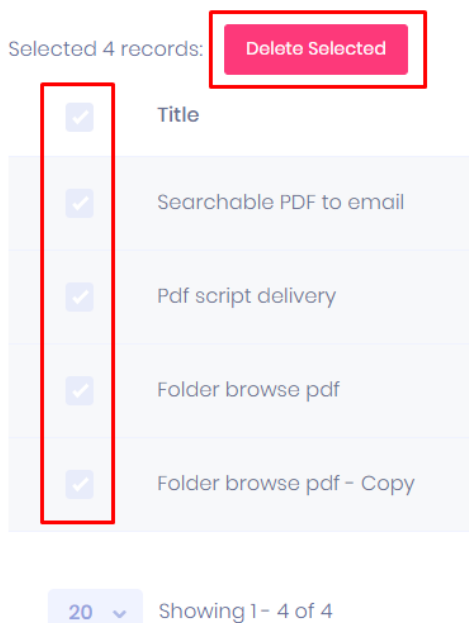 Selected 4 records: Delete Selected
Title
Searchable PDF to email
Pdf script delivery
Folder browse pdf
Folder browse pdf - Copy
20 Showing 1 - 4 of 4